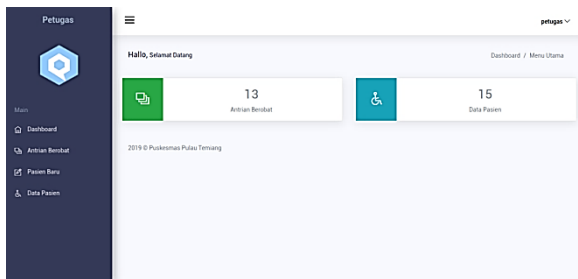 Petugas
petugas
Hallo, Selamat Datang
Dashboard / Menu Utama
13
Antrian Berobat
15
Data Pasien
Main
Dashboard
Antrian Berobat
Pasien Baru
Data Pasien
2019 © Puskesmas Pulau Temiang